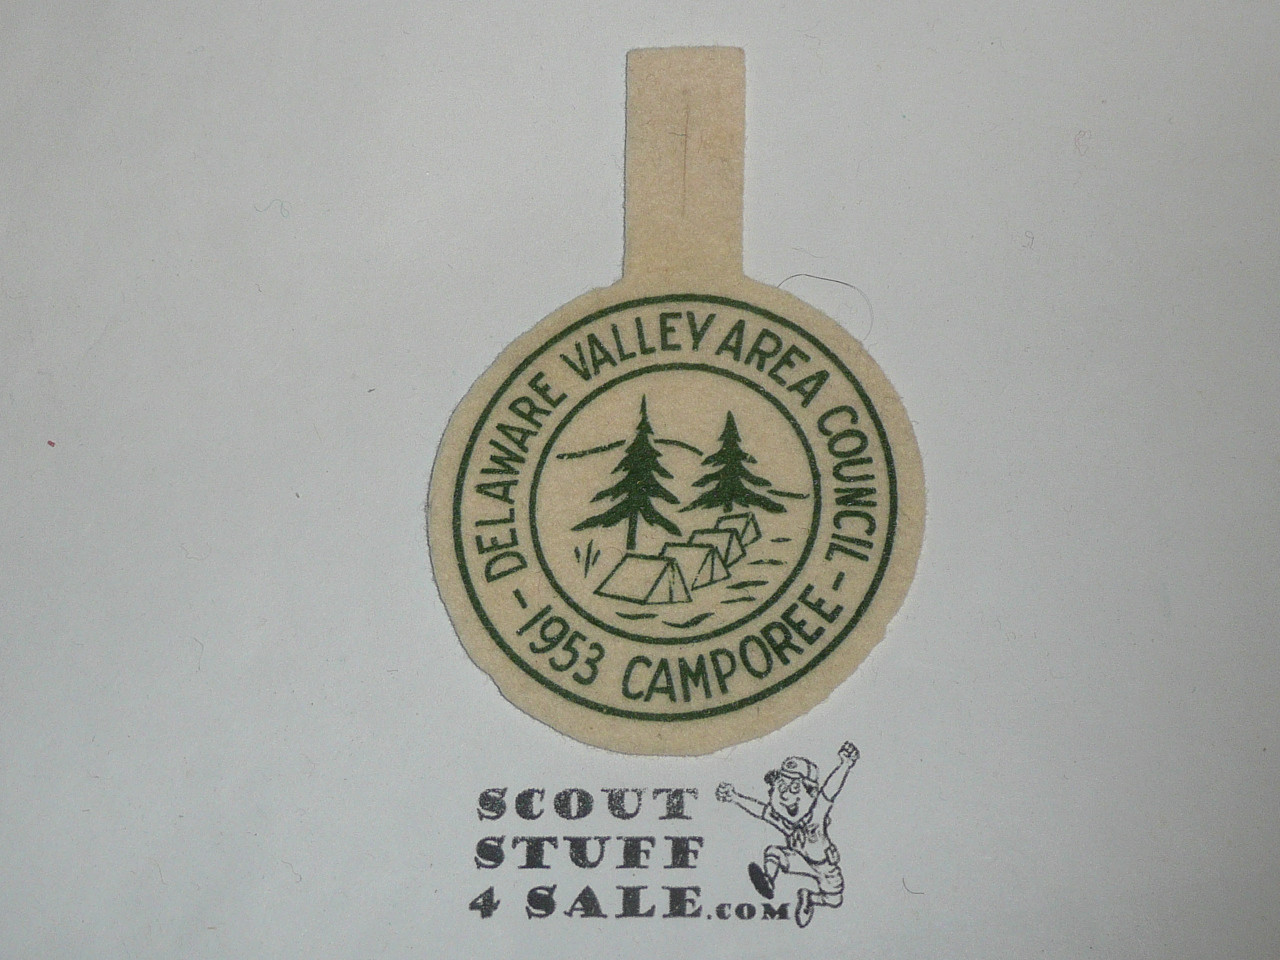 DELAWARE VALLEY AREA COUNCIL
- 1953 CAMPOREE -
SCOUT
STUFF
4 SALE.COM